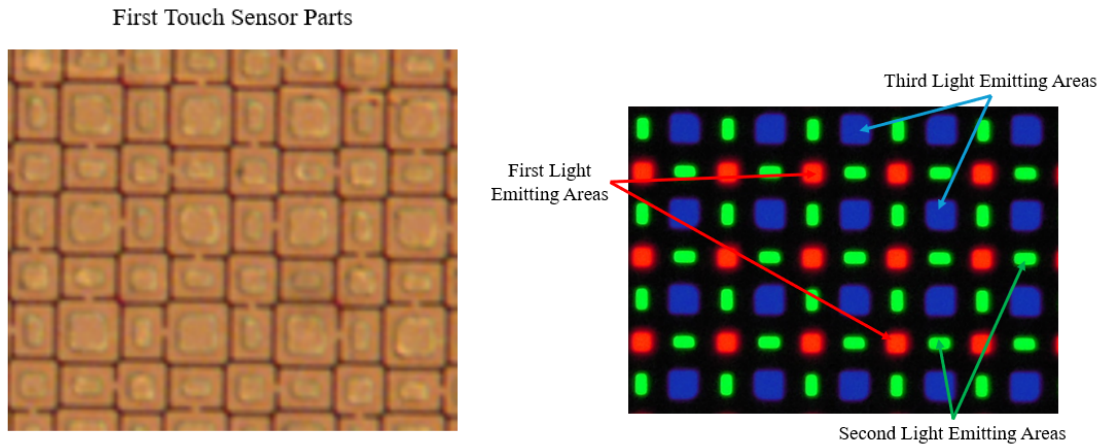 First Touch Sensor Parts
Third Light Emitting Areas
First Light
Emitting Areas
Second Light Emitting Areas